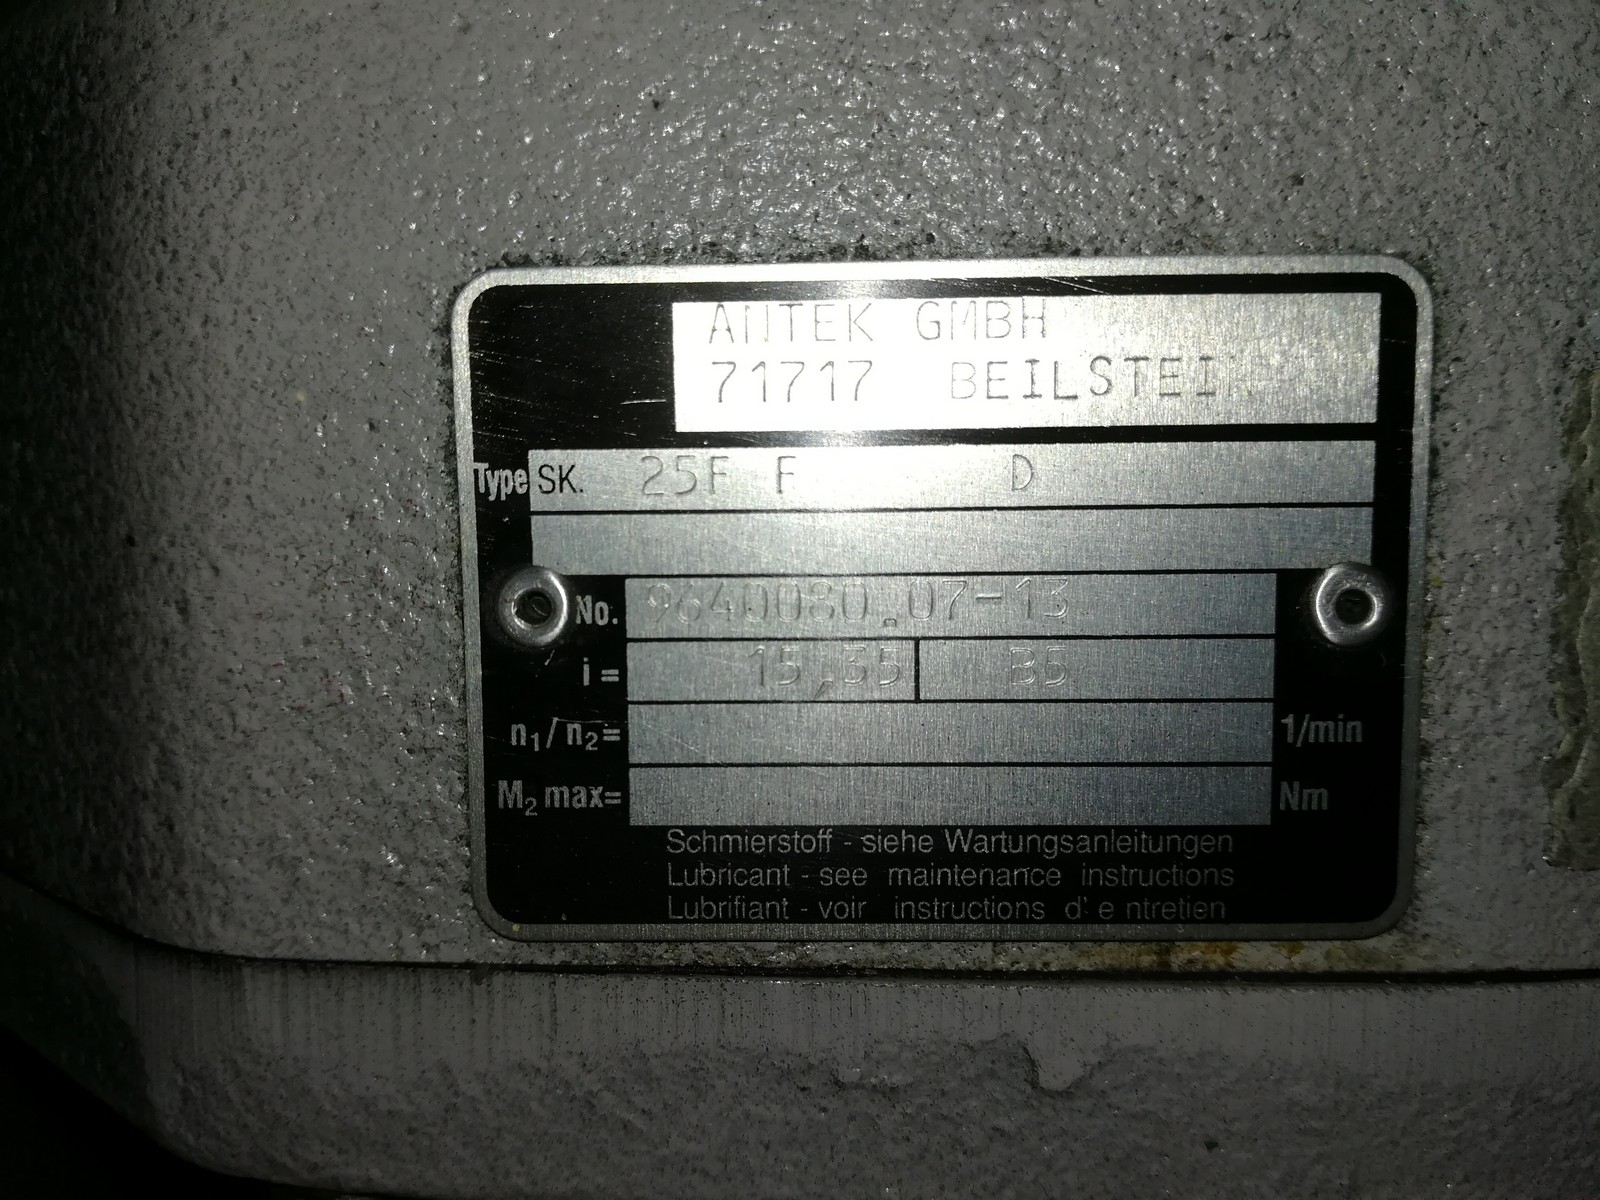 ANTEK GMBH
71717 BEILSTEIN
Type SK. 25F F D
No. 9640080.07-13
i = 15,35 M B5
n₁/n₂= 1/min
M₂ max= Nm
Schmierstoff - siehe Wartungsanleitungen
Lubricant - see maintenance instructions
Lubrifiant - voir instructions d' e ntretien